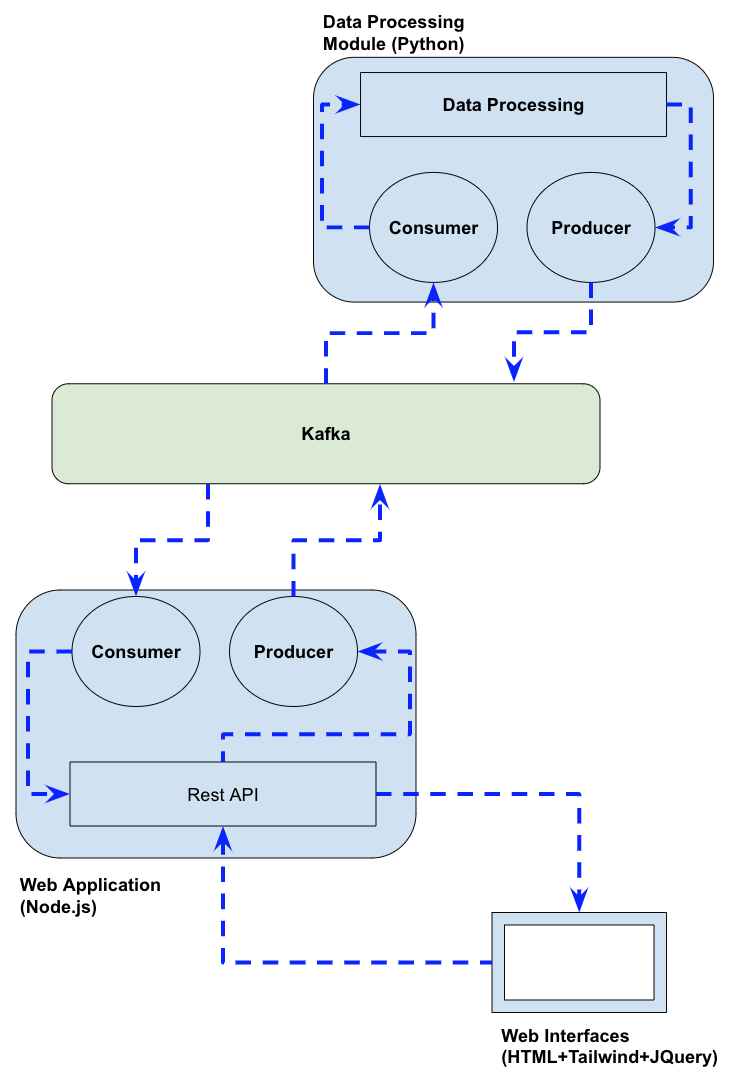 Data Processing
Module (Python)
Data Processing
Consumer
Producer
Kafka
Consumer
Producer
Rest API
Web Application
(Node.js)
Web Interfaces
(HTML+Tailwind+JQuery)